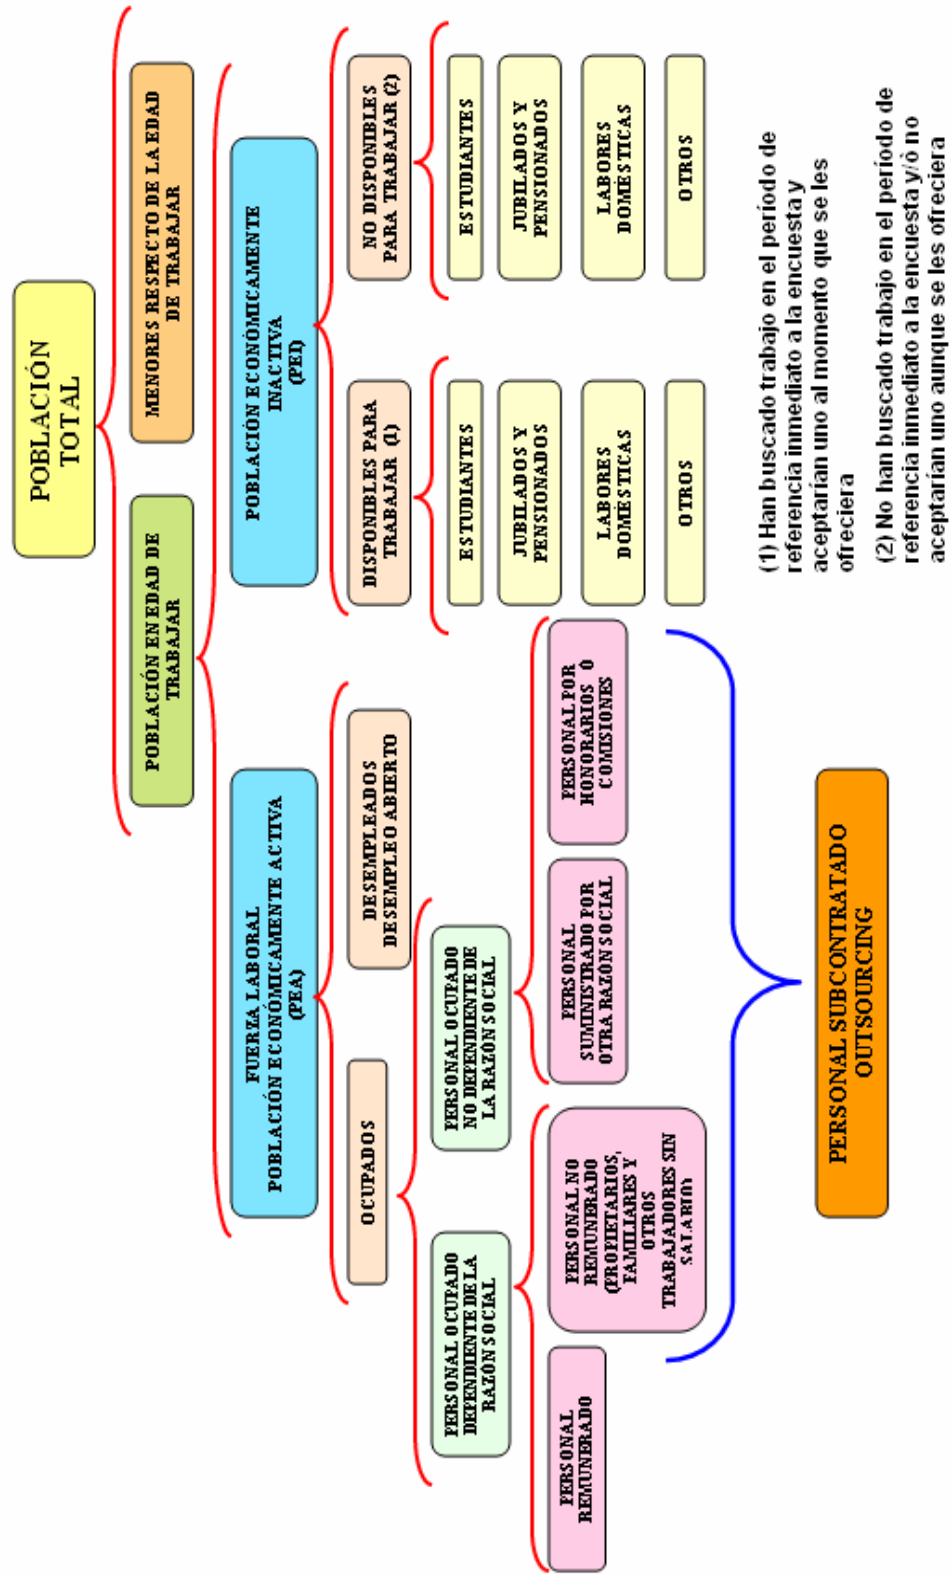 POBLACIÓN
TOTAL
POBLACIÓN EN EDAD DE
TRABAJAR
MENORES RESPECTO DE LA EDAD
DE TRABAJAR
FUERZA LABORAL
POBLACIÓN ECONÓMICAMENTE ACTIVA
(PEA)
POBLACIÓN ECONÓMICAMENTE
INACTIVA
(PEI)
OCUPADOS
DESEMPLEADOS
DESEMPLEO ABIERTO
DISPONIBLES PARA
TRABAJAR (1)
NO DISPONIBLES
PARA TRABAJAR (2)
PERSONAL OCUPADO
DEPENDIENTE DE LA
RAZÓN SOCIAL
PERSONAL OCUPADO
NO DEPENDIENTE DE
LA RAZÓN SOCIAL
ESTUDIANTES
JUBILADOS Y
PENSIONADOS
LABORES
DOMÉSTICAS
OTROS
ESTUDIANTES
JUBILADOS Y
PENSIONADOS
LABORES
DOMÉSTICAS
OTROS
PERSONAL
REMUNERADO
PERSONAL NO
REMUNERADO
(PROPIETARIOS,
FAMILIARES Y
OTROS
TRABAJADORES SIN
SALARIO)
PERSONAL
SUMINISTRADO POR
OTRA RAZÓN SOCIAL
PERSONAL POR
HONORARIOS O
COMISIONES
PERSONAL SUBCONTRATADO
OUTSOURCING
(1) Han buscado trabajo en el período de
referencia inmediato a la encuesta y
aceptarían uno al momento que se les
ofreciera
(2) No han buscado trabajo en el período de
referencia inmediato a la encuesta y/ó no
aceptarían uno aunque se les ofreciera